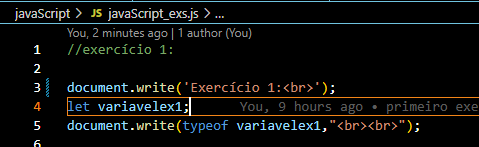 javaScript > JS javaScript_exs.js > ...
You, 2 minutes ago | 1 author (You)
1 //exercício 1:
2
3 document.write('Exercício 1:<br>');
4 let variavelex1; You, 9 hours ago • primeiro exe
5 document.write(typeof variavelex1,"<br><br>");
6